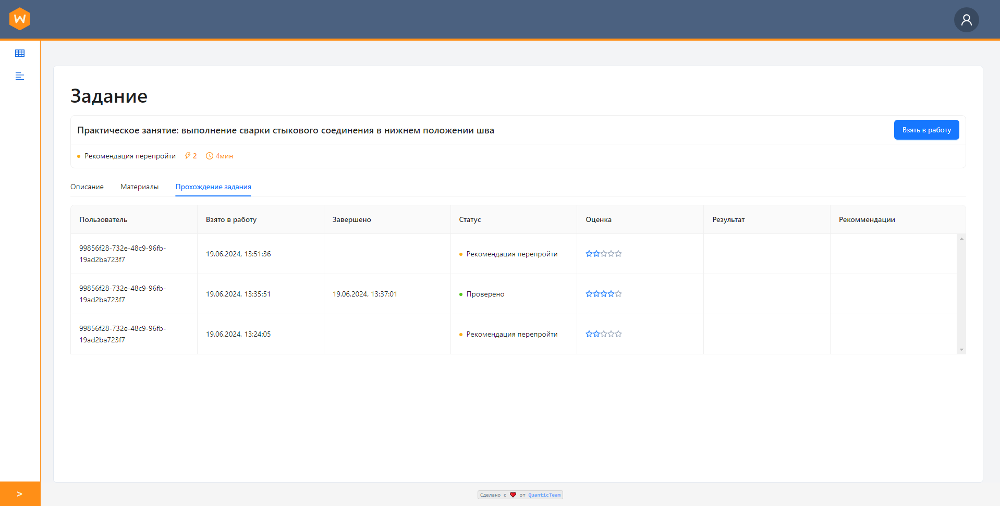 W
Задание
Практическое занятие: выполнение сварки стыкового соединения в нижнем положении шва
Взять в работу
Рекомендация перепройти 2 4мин
Описание Материалы Прохождение задания
Пользователь Взято в работу Завершено Статус Оценка Результат Рекоммендации
99856f28-732e-48c9-96fb-
19ad2ba723f7
19.06.2024, 13:51:36
Рекомендация перепройти
99856f28-732e-48c9-96fb-
19ad2ba723f7
19.06.2024, 13:35:51
19.06.2024, 13:37:01
Проверено
99856f28-732e-48c9-96fb-
19ad2ba723f7
19.06.2024, 13:24:05
Рекомендация перепройти
>
Сделано с ❤ от QuanticTeam